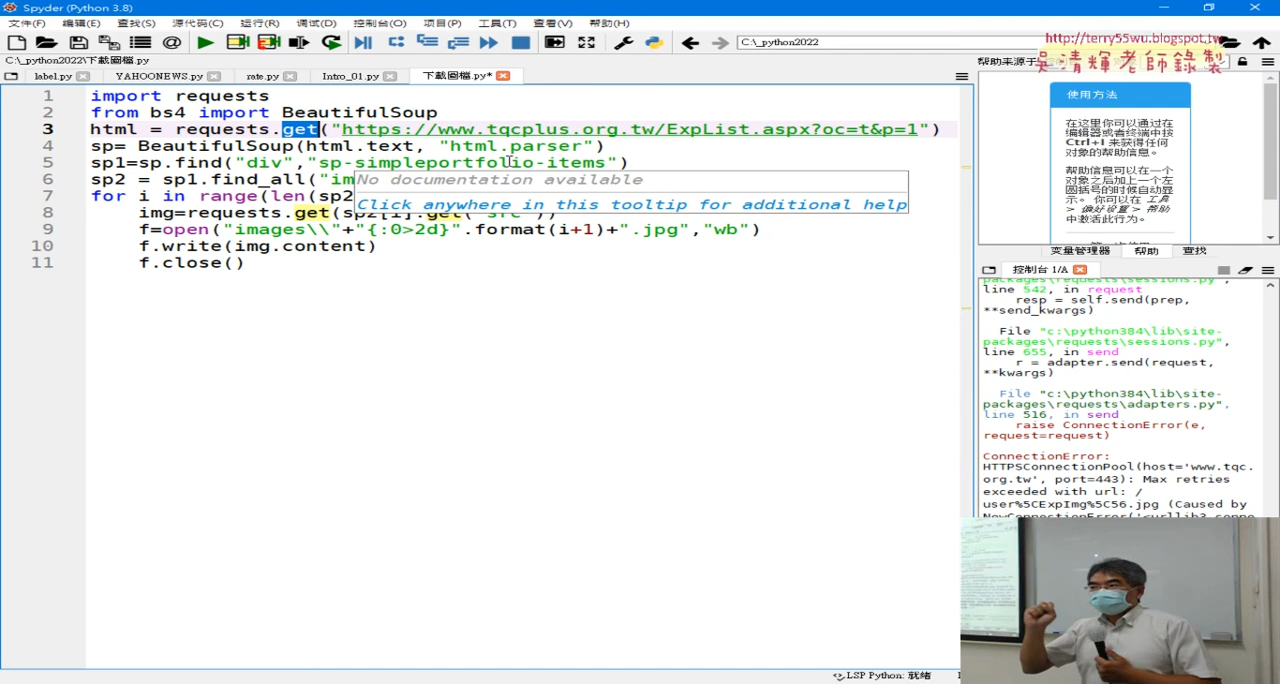 Spyder (Python 3.8)
文件(F) 编辑(E) 查找(S) 源代码(C) 运行(R) 调试(D) 控制台(O) 项目(P) 工具(T) 查看(V) 帮助(H)
C:\_python2022
http://terry55wu.blogspot.tw
吳清輝老師錄製
C:\_python2022\下載圖檔.py
label.py YAHOONEWS.py rate.py Intro_01.py 下載圖檔.py*
帮助来源于
1 import requests
2 from bs4 import BeautifulSoup
3 html = requests.get("https://www.tqcplus.org.tw/ExpList.aspx?oc=t&p=1")
4 sp= BeautifulSoup(html.text, "html.parser")
5 sp1=sp.find("div","sp-simpleportfolio-items")
6 sp2 = sp1.find_all("im
No documentation available
7 for i in range(len(sp2
Click anywhere in this tooltip for additional help
8 img=requests.get(sp2[i].get("src"))
9 f=open("images\\"+"{:0>2d}".format(i+1)+".jpg","wb")
10 f.write(img.content)
11 f.close()
使用方法
在这里你可以通过在
编辑器或者终端中按
Ctrl+I 来获得任何
对象的帮助信息。
帮助信息可以在一个
对象之后加上一个左
圆括号的时候自动显
示。 你可以在 工具
> 偏好设置 > 帮助
中激活此行为。
变量管理器 帮助 查找
控制台 1/A
packages\requests\sessions.py",
line 542, in request
resp = self.send(prep,
**send_kwargs)
File "c:\python384\lib\site-
packages\requests\sessions.py",
line 655, in send
r = adapter.send(request,
**kwargs)
File "c:\python384\lib\site-
packages\requests\adapters.py",
line 516, in send
raise ConnectionError(e,
request=request)
ConnectionError:
HTTPSConnectionPool(host='www.tqc.
org.tw', port=443): Max retries
exceeded with url: /
user%5CExpImg%5C56.jpg (Caused by
LSP Python: 就绪